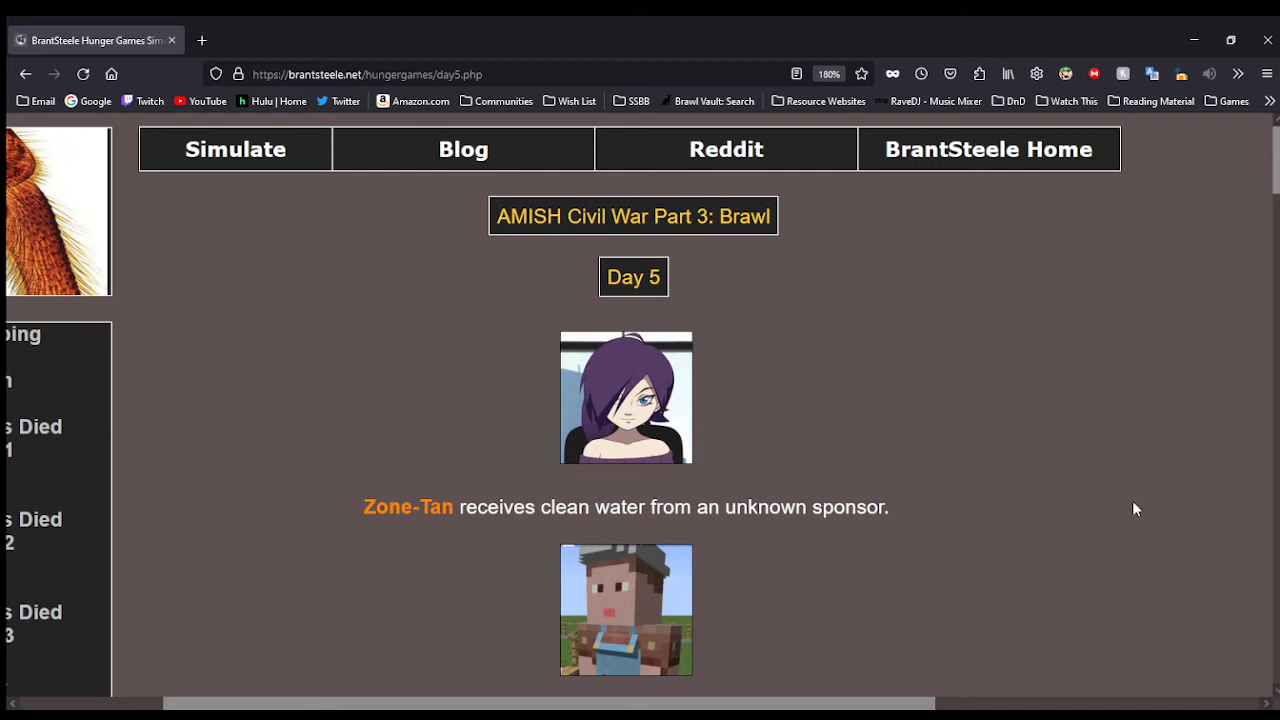 BrantSteele Hunger Games Sim
https://brantsteele.net/hungergames/day5.php
180%
Email Google Twitch YouTube Hulu | Home Twitter Amazon.com Communities Wish List SSBB Brawl Vault: Search Resource Websites RaveDJ - Music Mixer DnD Watch This Reading Material Games
Simulate Blog Reddit BrantSteele Home
AMISH Civil War Part 3: Brawl
Day 5
Zone-Tan receives clean water from an unknown sponsor.
ing
n
s Died
1
s Died
2
s Died
3